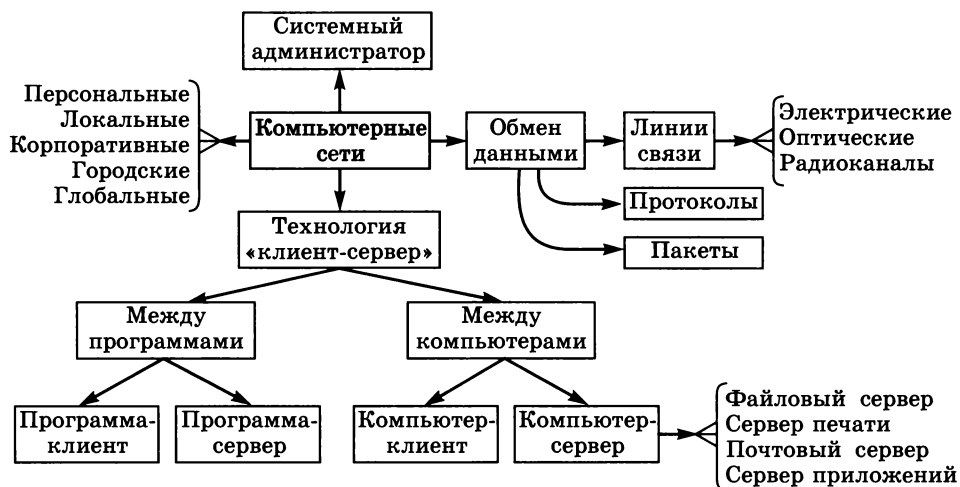 Системный
администратор
Персональные
Локальные
Корпоративные
Городские
Глобальные
Компьютерные
сети
Обмен
данными
Линии
связи
Электрические
Оптические
Радиоканалы
Протоколы
Пакеты
Технология
«клиент-сервер»
Между
программами
Между
компьютерами
Программа-
клиент
Программа-
сервер
Компьютер-
клиент
Компьютер-
сервер
Файловый сервер
Сервер печати
Почтовый сервер
Сервер приложений